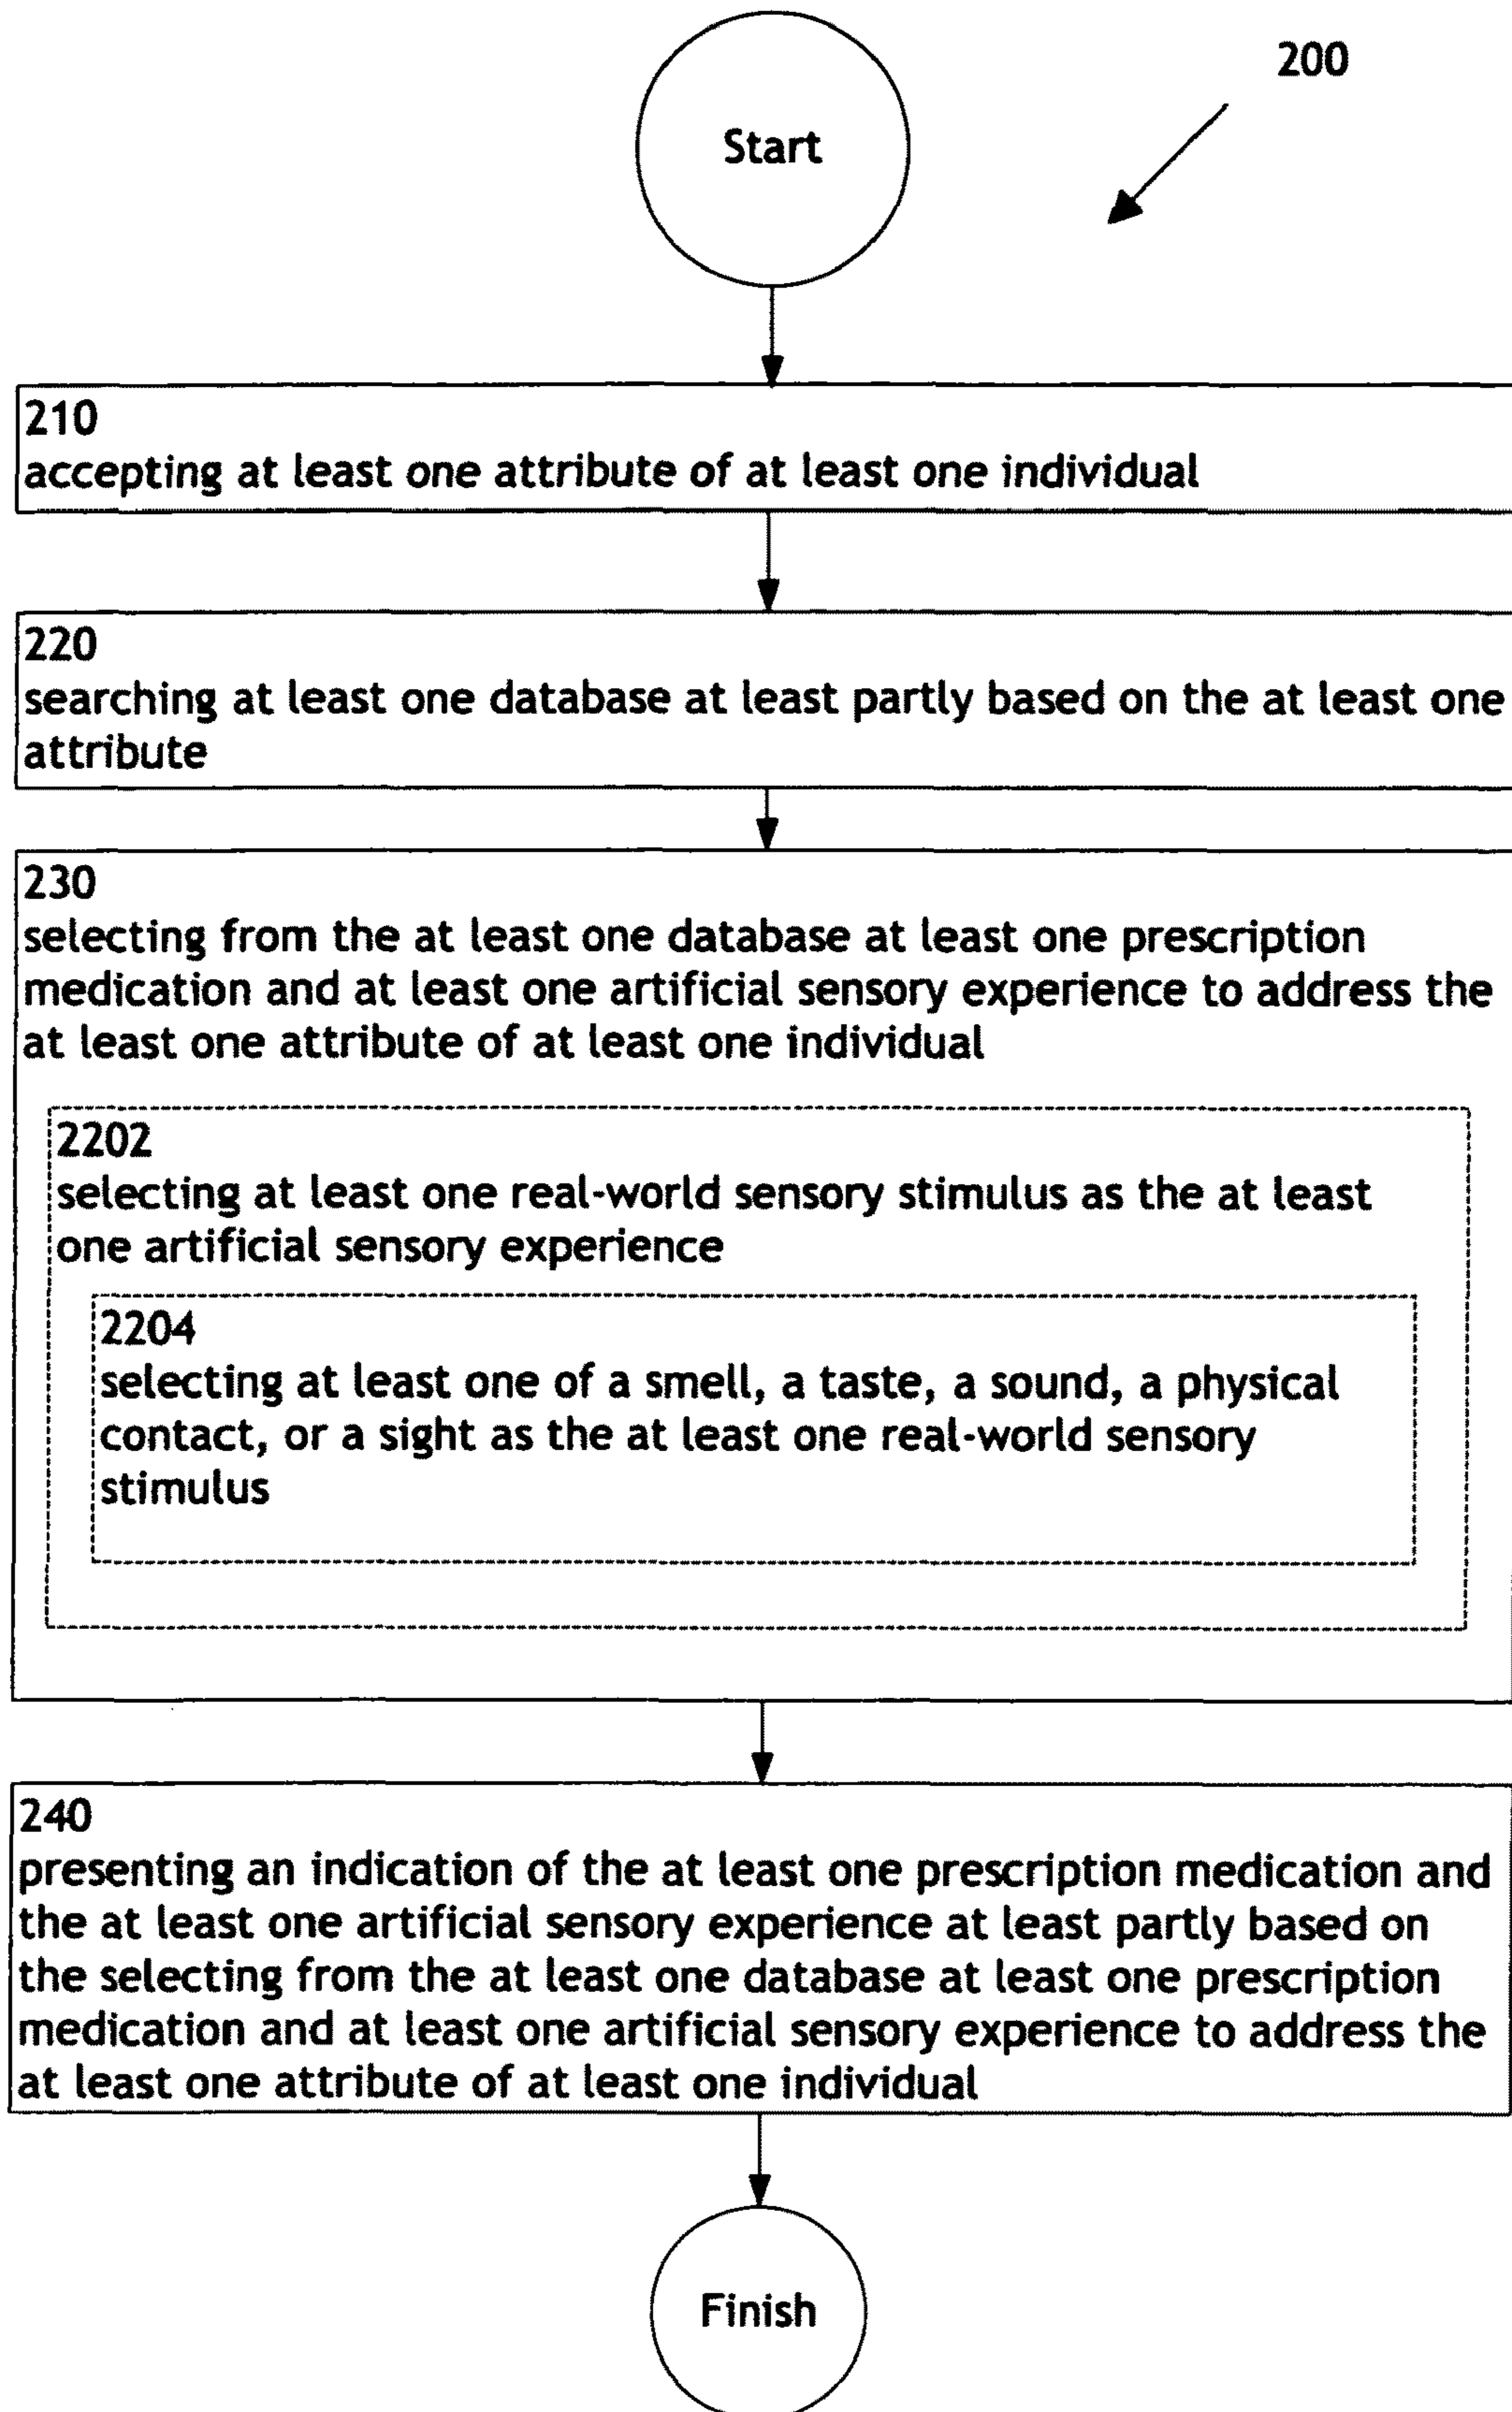 200
Start
210
accepting at least one attribute of at least one individual
220
searching at least one database at least partly based on the at least one
attribute
230
selecting from the at least one database at least one prescription
medication and at least one artificial sensory experience to address the
at least one attribute of at least one individual
2202
selecting at least one real-world sensory stimulus as the at least
one artificial sensory experience
2204
selecting at least one of a smell, a taste, a sound, a physical
contact, or a sight as the at least one real-world sensory
stimulus
240
presenting an indication of the at least one prescription medication and
the at least one artificial sensory experience at least partly based on
the selecting from the at least one database at least one prescription
medication and at least one artificial sensory experience to address the
at least one attribute of at least one individual
Finish